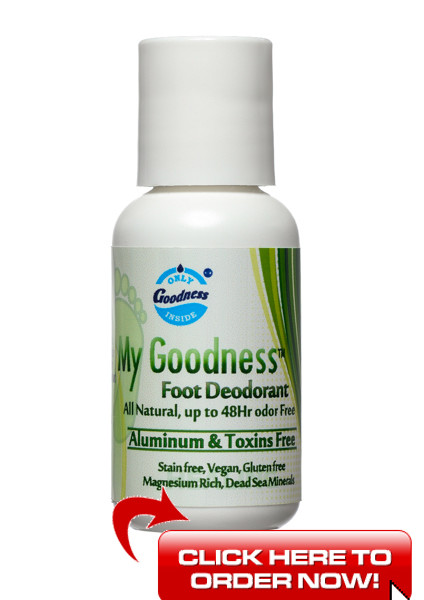 ONLY
Goodness
INSIDE
My Goodness™
Foot Deodorant
All Natural, up to 48Hr odor Free
Aluminum & Toxins Free
Stain free, Vegan, Gluten free
Magnesium Rich, Dead Sea Minerals
CLICK HERE TO
ORDER NOW!